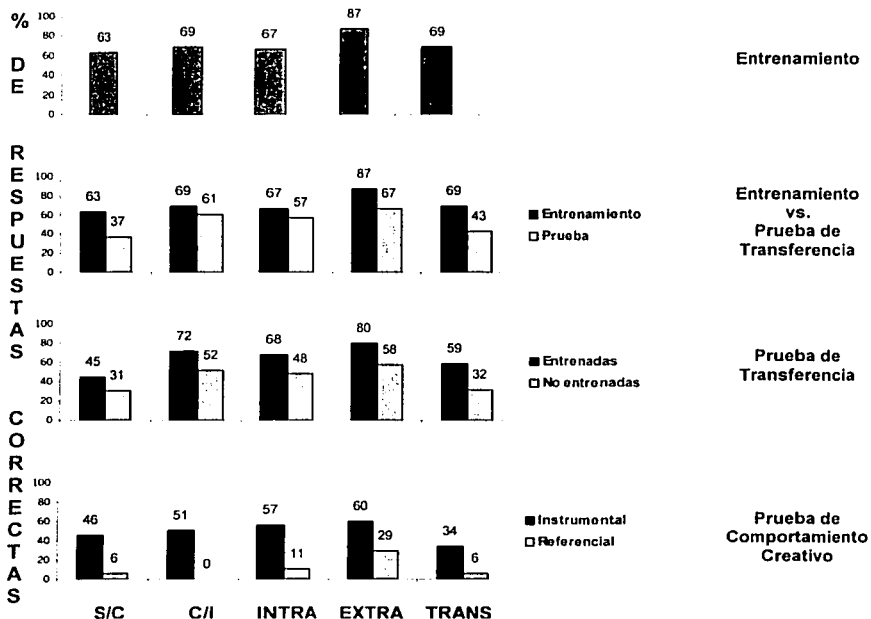 % DE RESPUESTAS CORRECTAS
100
80
60
40
20
0
63
69
67
87
69
Entrenamiento
100
80
60
40
20
0
63
37
69
61
67
57
87
67
69
43
Entrenamiento
Prueba
Entrenamiento
vs.
Prueba de
Transferencia
100
80
60
40
20
0
45
31
72
52
68
48
80
58
59
32
Entrenadas
No entrenadas
Prueba de
Transferencia
100
80
60
40
20
0
46
6
51
0
57
11
60
29
34
6
Instrumental
Referencial
Prueba de
Comportamiento
Creativo
S/C
C/I
INTRA
EXTRA
TRANS